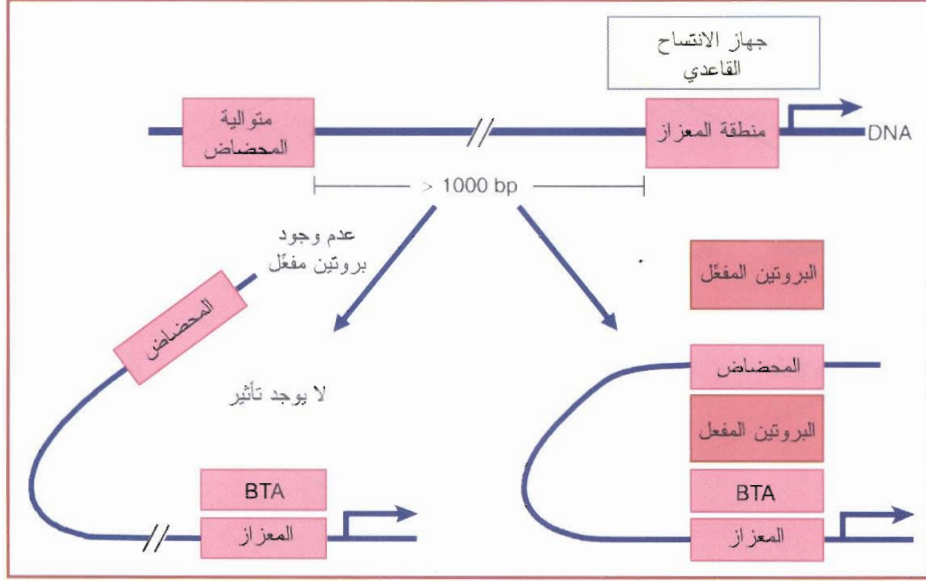 جهاز الانتساح
القاعدي
متوالية
المحضاض
منطقة المعزاز
DNA
> 1000 bp
عدم وجود
بروتين مفعّل
البروتين المفعّل
المحضاض
المحضاض
لا يوجد تأثير
البروتين المفعل
BTA
BTA
المعزاز
المعزاز